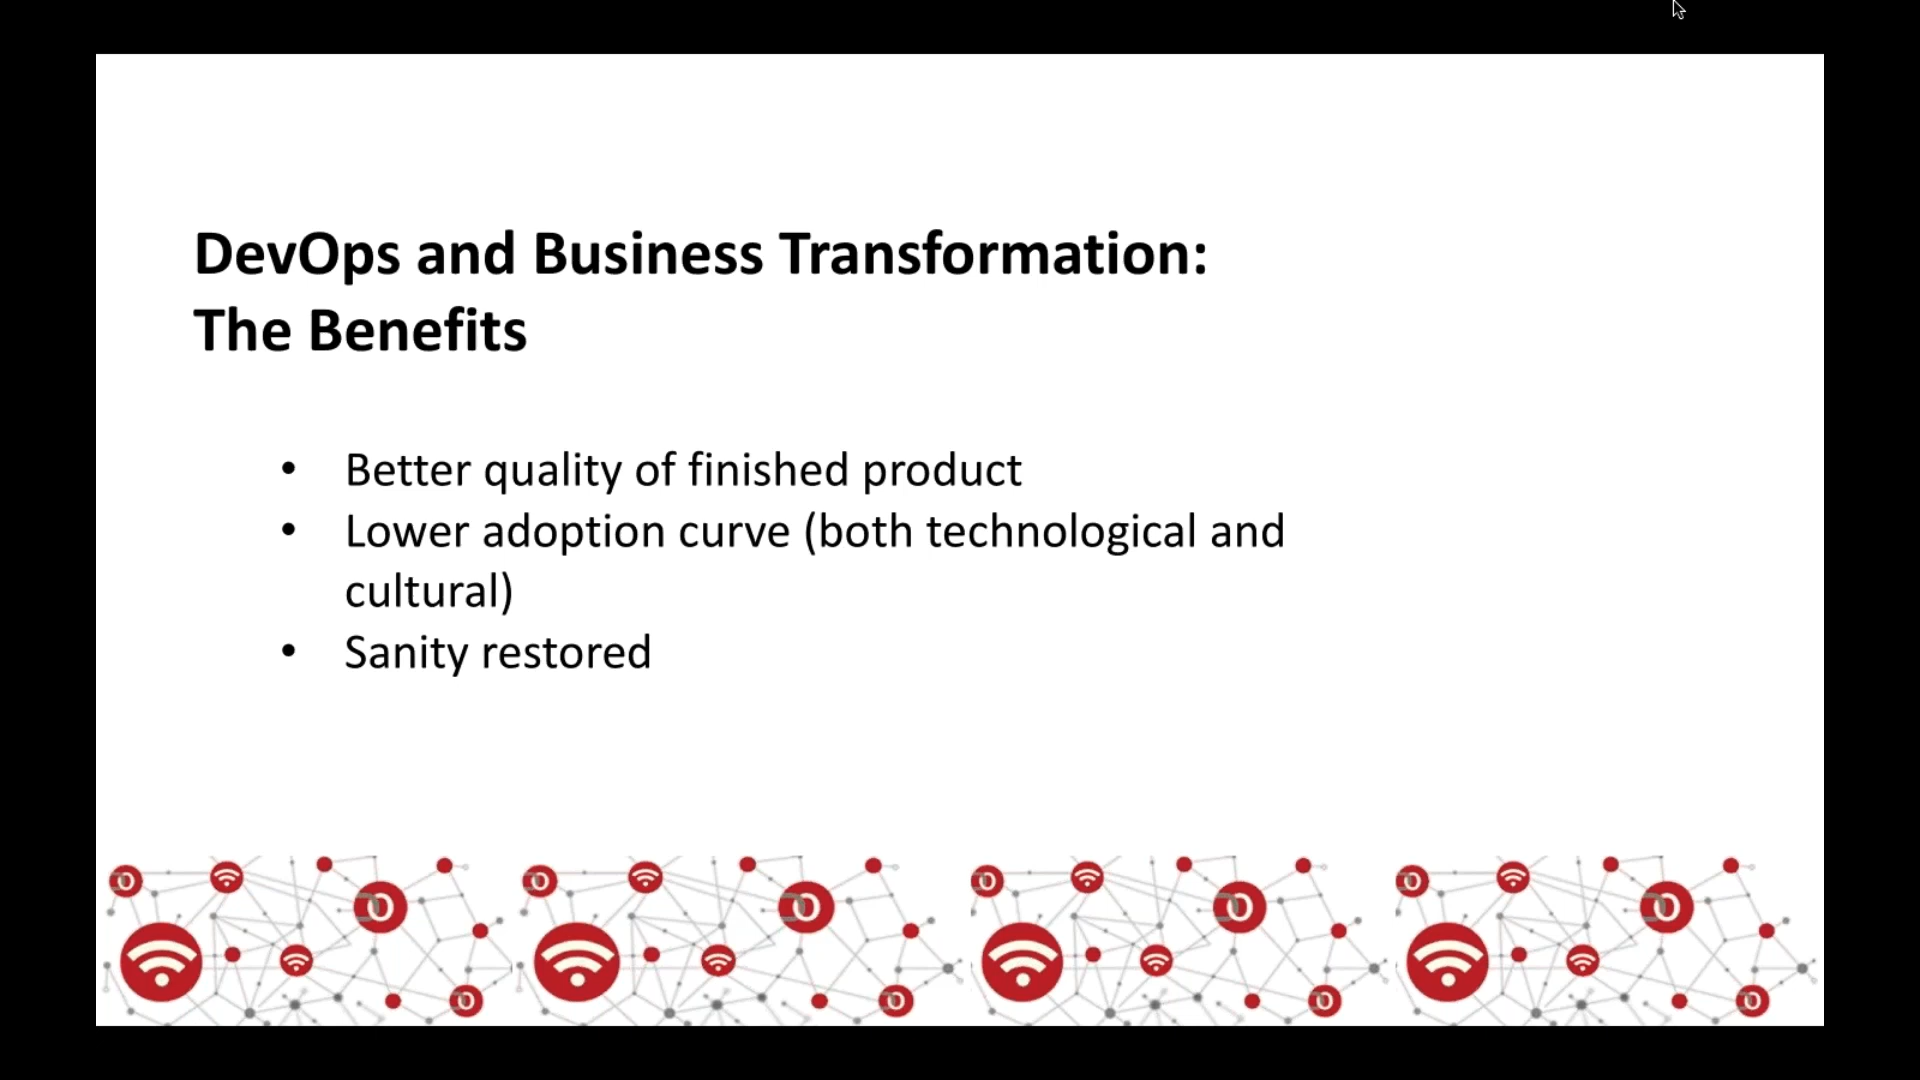 DevOps and Business Transformation:
The Benefits
• Better quality of finished product
• Lower adoption curve (both technological and
cultural)
• Sanity restored